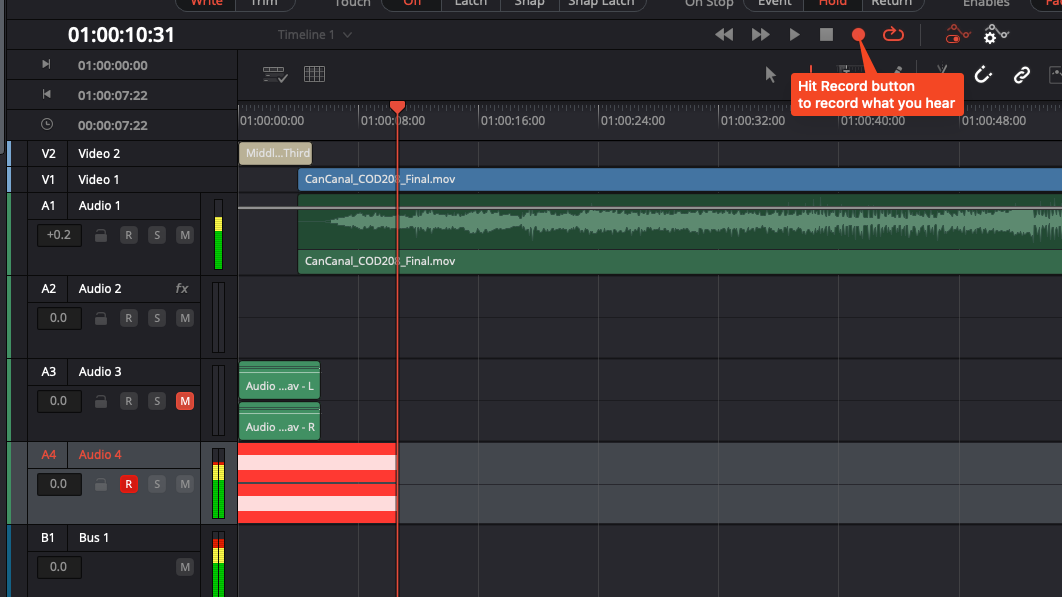 Write Trim Touch Off Latch Snap Snap Latch On Stop Event Hold Return Enables
01:00:10:31
Timeline 1
01:00:00:00
01:00:07:22
00:00:07:22
Hit Record button
to record what you hear
01:00:00:00 01:00:08:00 01:00:16:00 01:00:24:00 01:00:32:00 01:00:40:00 01:00:48:00
V2 Video 2
Middl...Third
V1 Video 1
CanCanal_COD208_Final.mov
A1 Audio 1
+0.2 R S M
CanCanal_COD208_Final.mov
A2 Audio 2 fx
0.0 R S M
A3 Audio 3
0.0 R S M
Audio ...av - L
Audio ...av - R
A4 Audio 4
0.0 R S M
B1 Bus 1
0.0 M